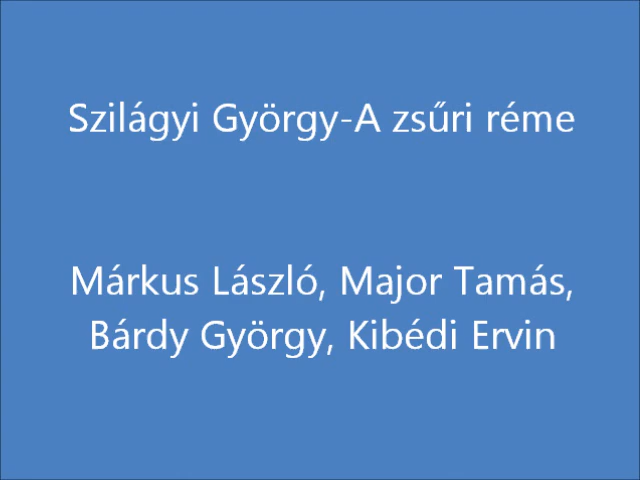 Szilágyi György-A zsűri réme
Márkus László, Major Tamás,
Bárdy György, Kibédi Ervin